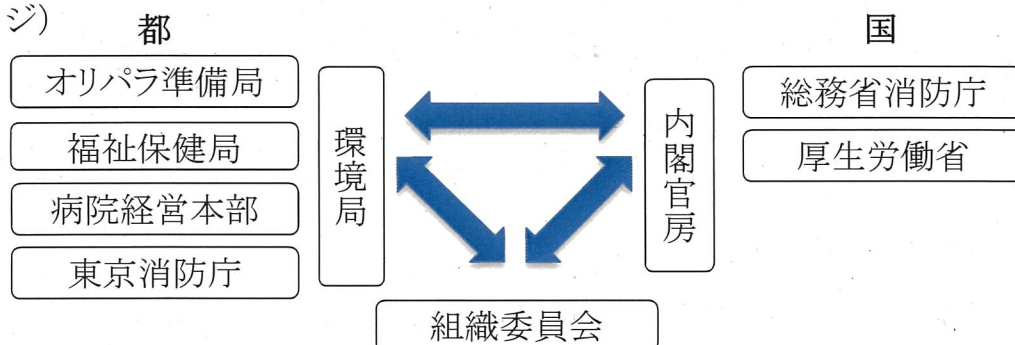 ジ)
都
国
オリパラ準備局
福祉保健局
病院経営本部
東京消防庁
環境局
内閣官房
総務省消防庁
厚生労働省
組織委員会